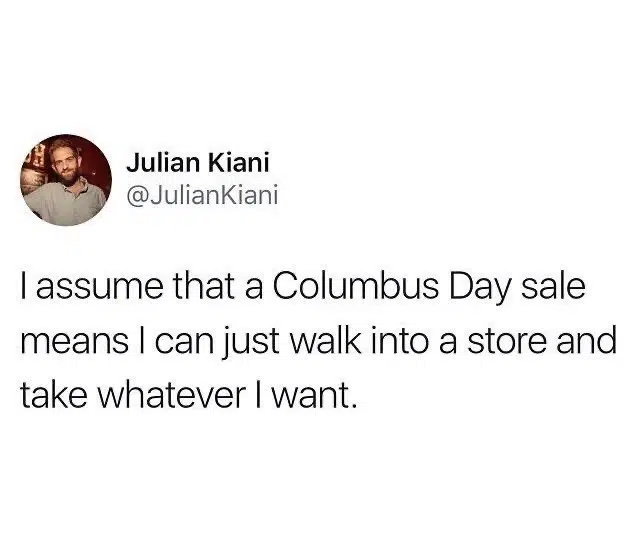 Julian Kiani
@JulianKiani
I assume that a Columbus Day sale
means I can just walk into a store and
take whatever I want.